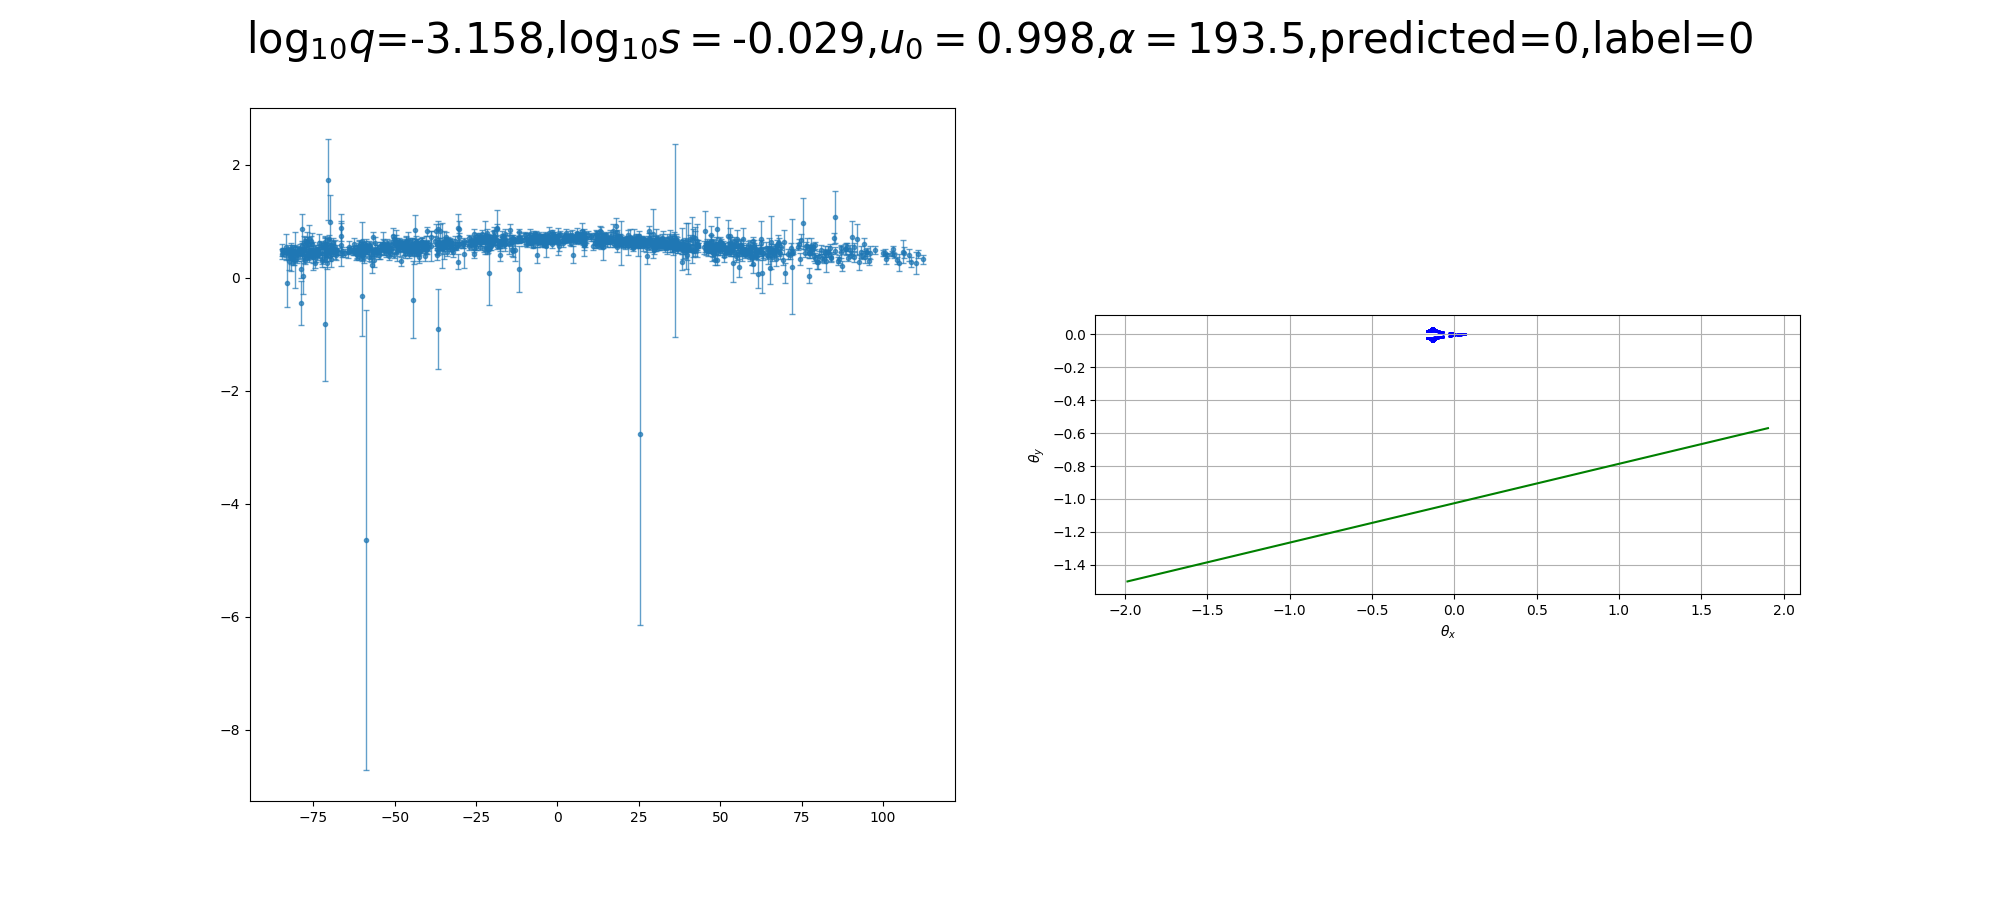 log₁₀q=-3.158,log₁₀s = -0.029,u₀ = 0.998,α = 193.5,predicted=0,label=0
2
0
−2
−4
−6
−8
−75 −50 −25 0 25 50 75 100
0.0
−0.2
−0.4
−0.6
−0.8
−1.0
−1.2
−1.4
θy
−2.0 −1.5 −1.0 −0.5 0.0 0.5 1.0 1.5 2.0
θx